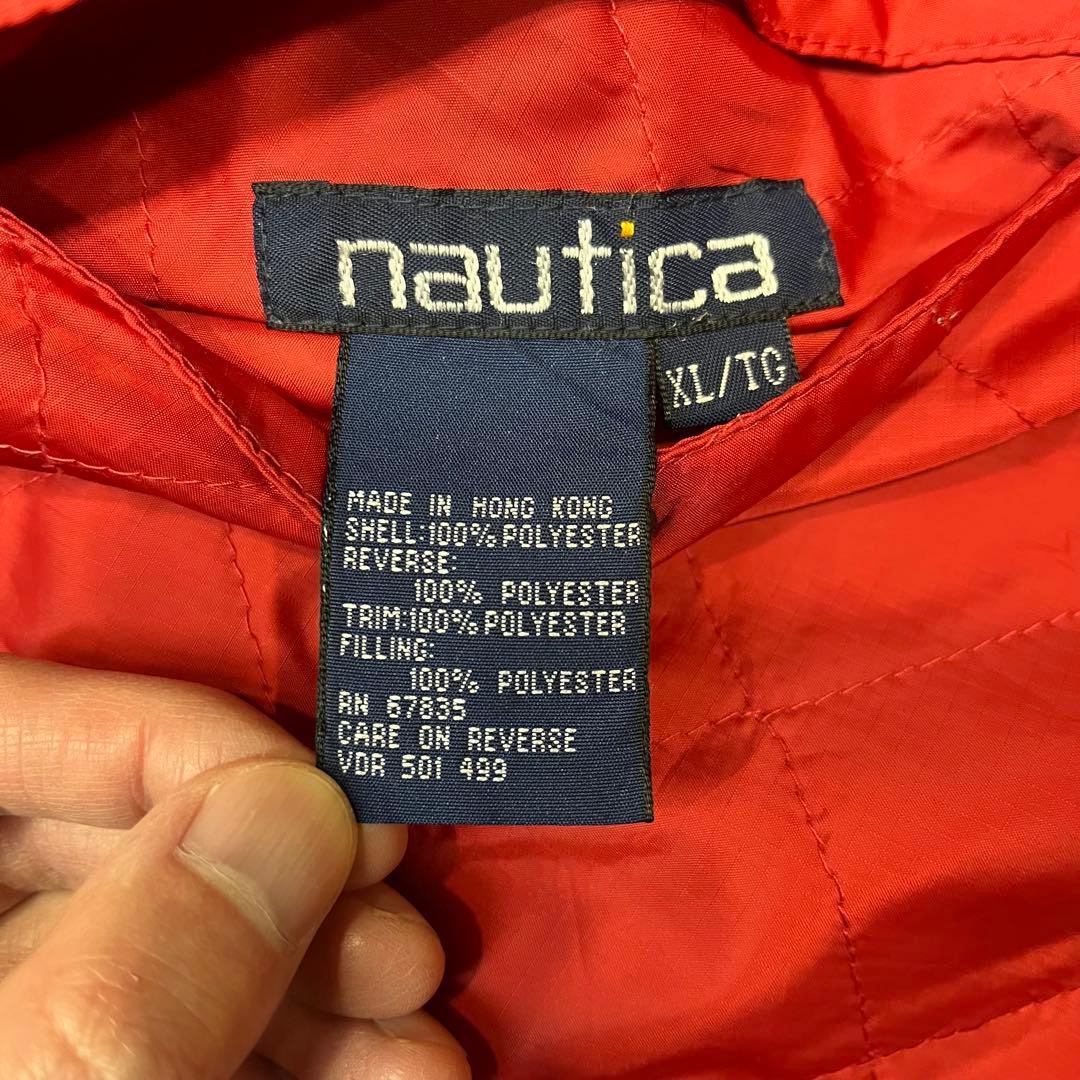 nautica
XL/TG
MADE IN HONG KONG
SHELL:100% POLYESTER
REVERSE:
100% POLYESTER
TRIM:100% POLYESTER
FILLING:
100% POLYESTER
RN 67835
CARE ON REVERSE
VDR 501 499